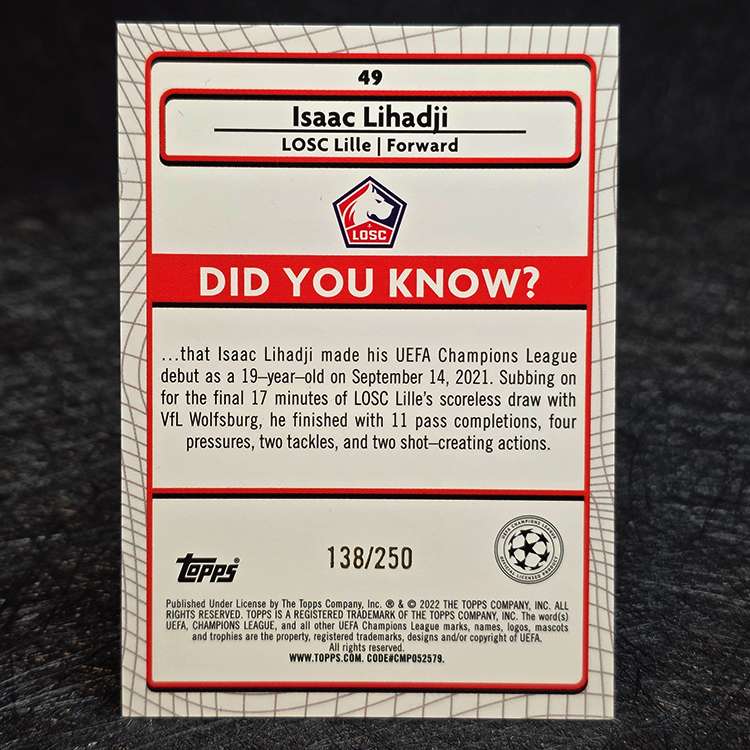 49
Isaac Lihadji
LOSC Lille | Forward
LOSC
DID YOU KNOW?
...that Isaac Lihadji made his UEFA Champions League
debut as a 19–year–old on September 14, 2021. Subbing on
for the final 17 minutes of LOSC Lille's scoreless draw with
VfL Wolfsburg, he finished with 11 pass completions, four
pressures, two tackles, and two shot–creating actions.
Topps®
138/250
UEFA CHAMPIONS LEAGUE
OFFICIAL LICENSED PRODUCT
Published Under License by The Topps Company, Inc. ® & © 2022 THE TOPPS COMPANY, INC. ALL
RIGHTS RESERVED. TOPPS IS A REGISTERED TRADEMARK OF THE TOPPS COMPANY, INC. The word(s)
UEFA, CHAMPIONS LEAGUE, and all other UEFA Champions League marks, names, logos, mascots
and trophies are the property, registered trademarks, designs and/or copyright of UEFA.
All rights reserved.
WWW.TOPPS.COM. CODE#CMP052579.